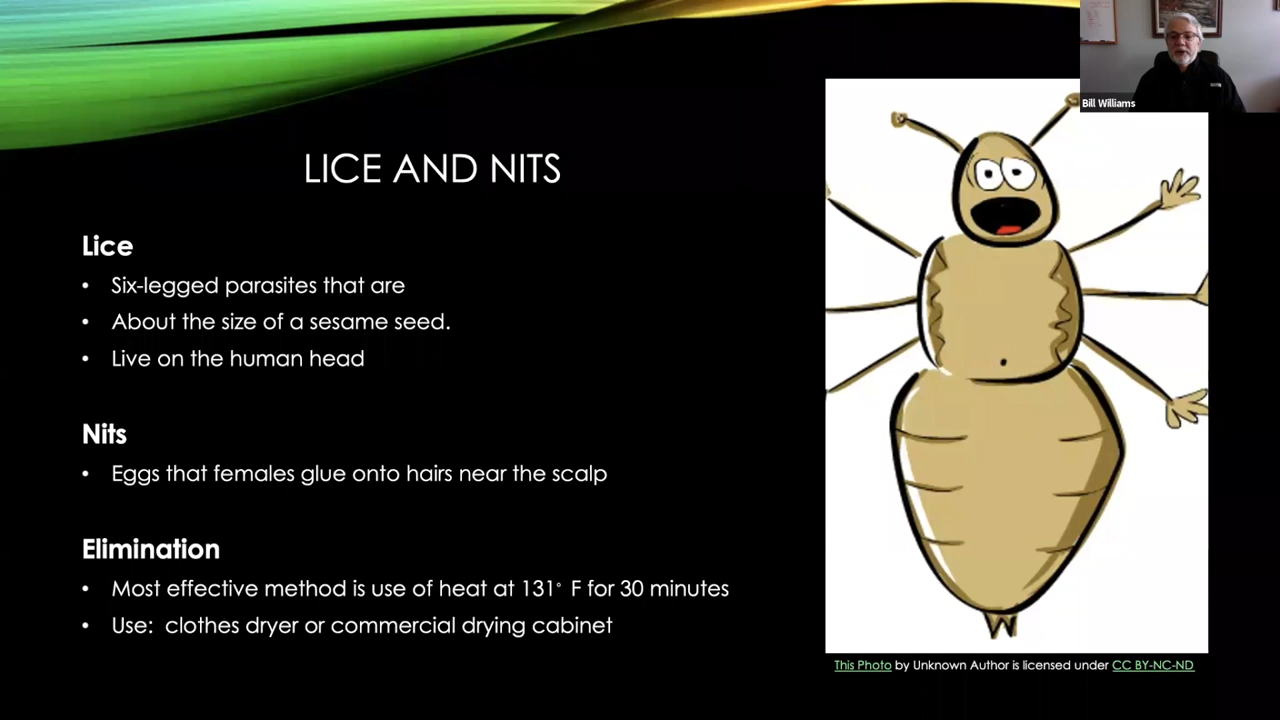 Bill Williams
LICE AND NITS
Lice
• Six-legged parasites that are
• About the size of a sesame seed.
• Live on the human head
Nits
• Eggs that females glue onto hairs near the scalp
Elimination
• Most effective method is use of heat at 131° F for 30 minutes
• Use:  clothes dryer or commercial drying cabinet
This Photo by Unknown Author is licensed under CC BY-NC-ND